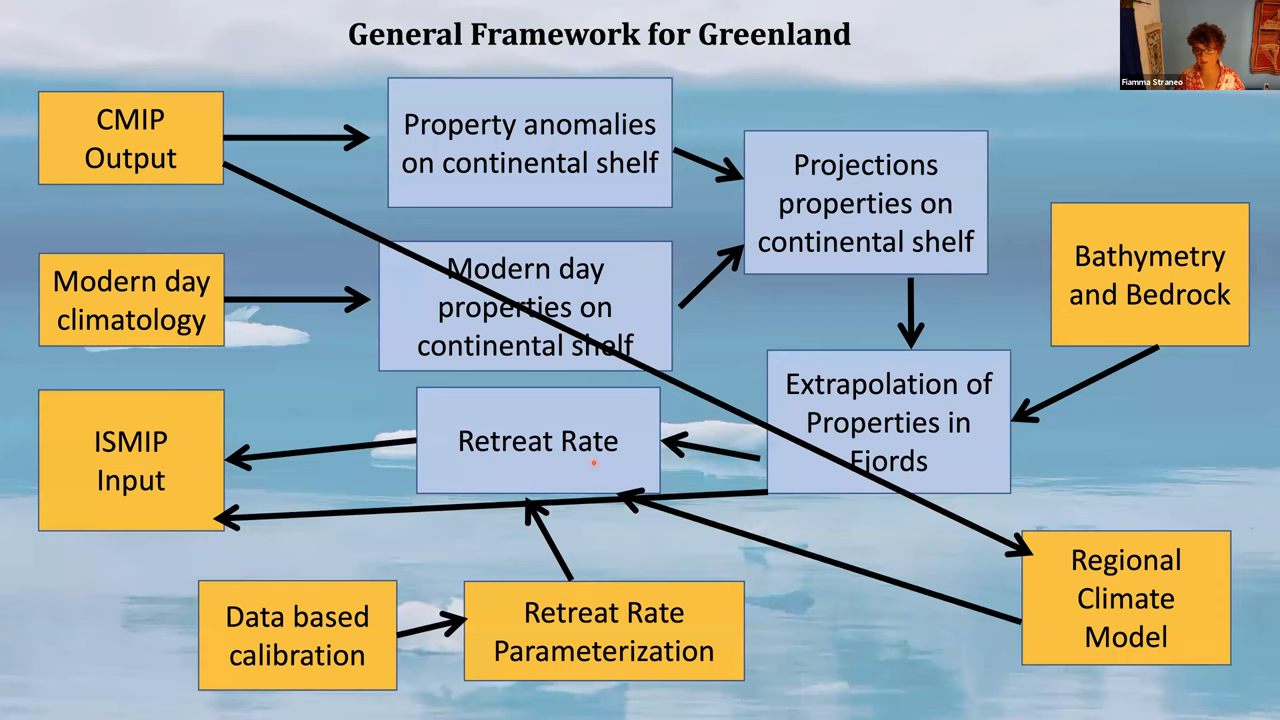 General Framework for Greenland
Fiamma Straneo
CMIP
Output
Property anomalies
on continental shelf
Projections
properties on
continental shelf
Bathymetry
and Bedrock
Modern day
climatology
Modern day
properties on
continental shelf
Extrapolation of
Properties in
Fjords
Retreat Rate
ISMIP
Input
Regional
Climate
Model
Data based
calibration
Retreat Rate
Parameterization